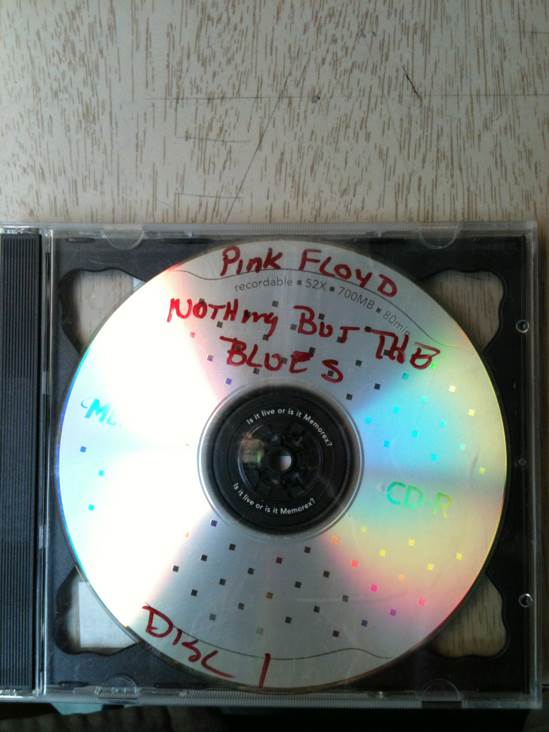 Pink Floyd
recordable ▪ 52X ▪ 700MB ▪ 80min
Nothing But The
Blues
Is it live or is it Memorex?
CD-R
Is it live or is it Memorex?
Disc 1